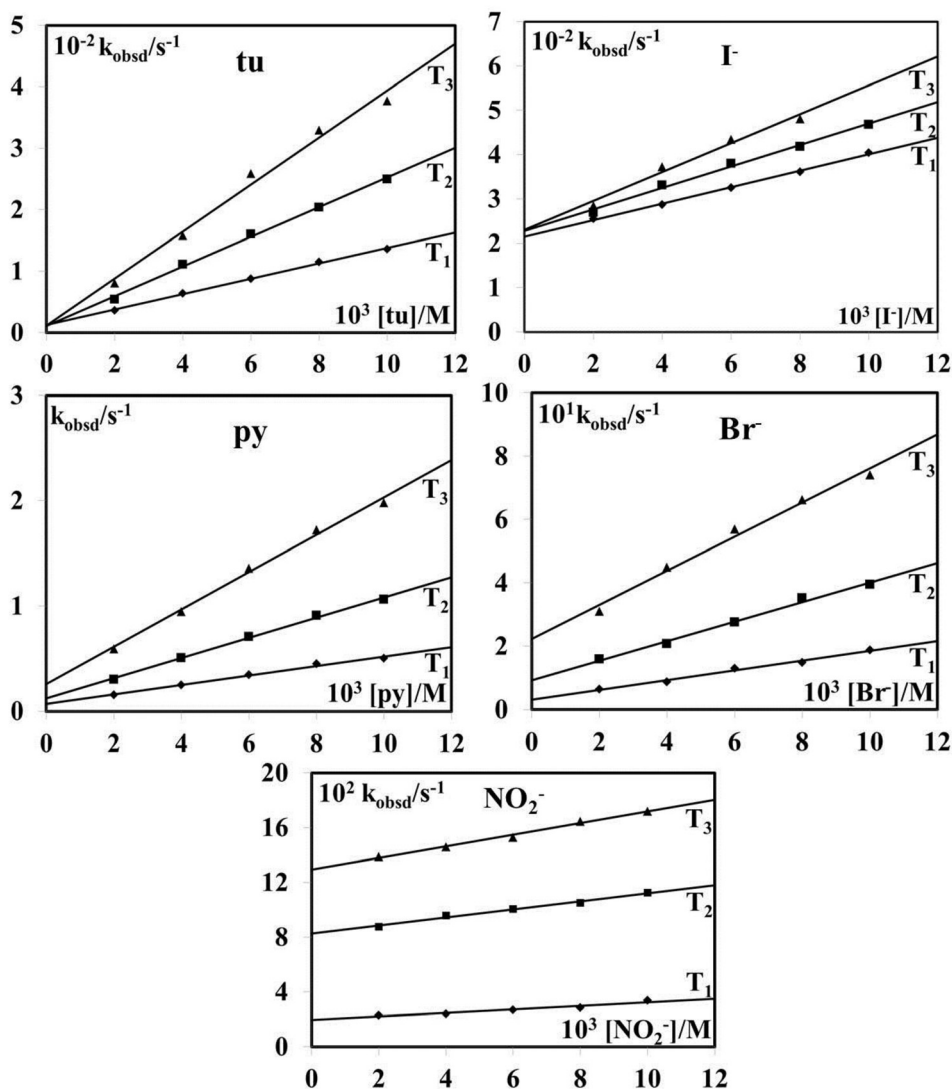 10⁻² k_obsd/s⁻¹
tu
5
4
3
2
1
0
T₃
T₂
T₁
10³ [tu]/M
0 2 4 6 8 10 12
10⁻² k_obsd/s⁻¹
I⁻
7
6
5
4
3
2
1
0
T₃
T₂
T₁
10³ [I⁻]/M
0 2 4 6 8 10 12
k_obsd/s⁻¹
py
3
2
1
0
T₃
T₂
T₁
10³ [py]/M
0 2 4 6 8 10 12
10¹k_obsd/s⁻¹
Br⁻
10
8
6
4
2
0
T₃
T₂
T₁
10³ [Br⁻]/M
0 2 4 6 8 10 12
10² k_obsd/s⁻¹
NO₂⁻
20
16
12
8
4
0
T₃
T₂
T₁
10³ [NO₂⁻]/M
0 2 4 6 8 10 12